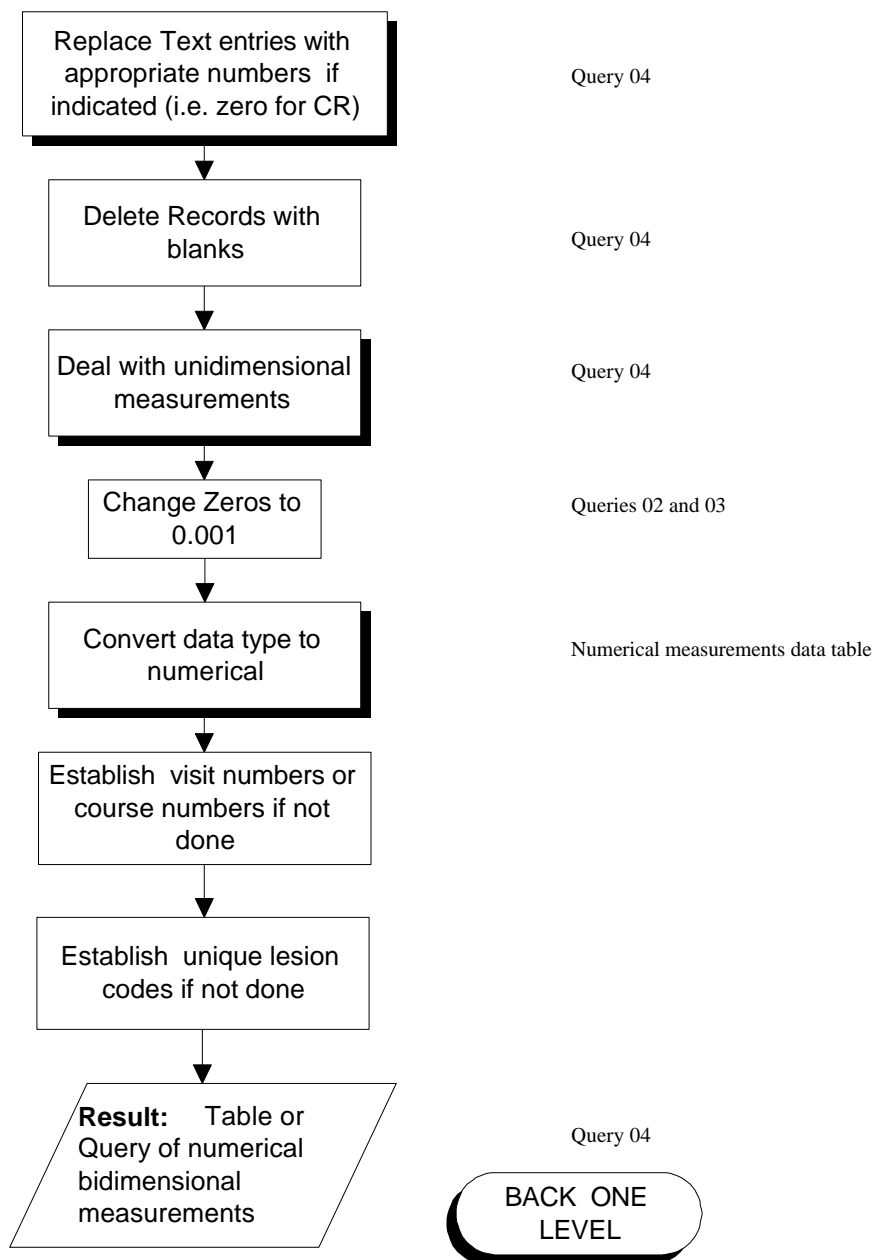 Replace Text entries with
appropriate numbers if
indicated (i.e. zero for CR)
Query 04
Delete Records with
blanks
Query 04
Deal with unidimensional
measurements
Query 04
Change Zeros to
0.001
Queries 02 and 03
Convert data type to
numerical
Numerical measurements data table
Establish visit numbers or
course numbers if not
done
Establish unique lesion
codes if not done
Result: Table or
Query of numerical
bidimensional
measurements
Query 04
BACK ONE
LEVEL